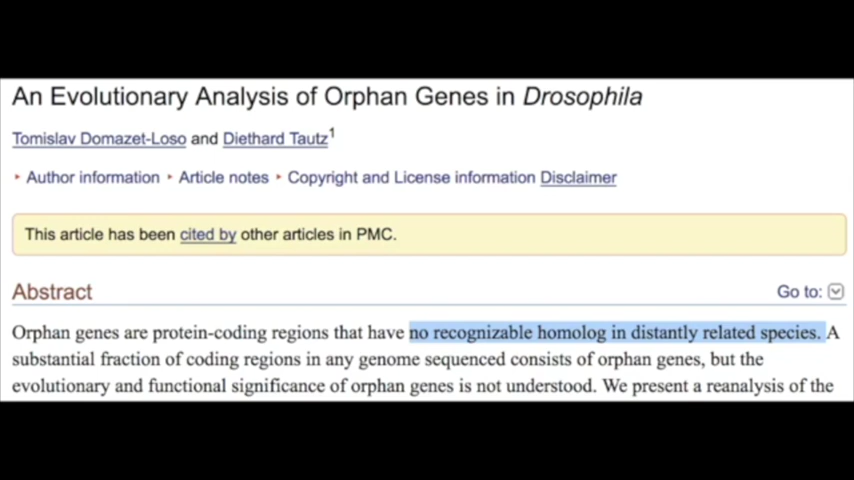 An Evolutionary Analysis of Orphan Genes in Drosophila
Tomislav Domazet-Loso and Diethard Tautz1
Author information Article notes Copyright and License information Disclaimer
This article has been cited by other articles in PMC.
Abstract Go to:
Orphan genes are protein-coding regions that have no recognizable homolog in distantly related species. A
substantial fraction of coding regions in any genome sequenced consists of orphan genes, but the
evolutionary and functional significance of orphan genes is not understood. We present a reanalysis of the